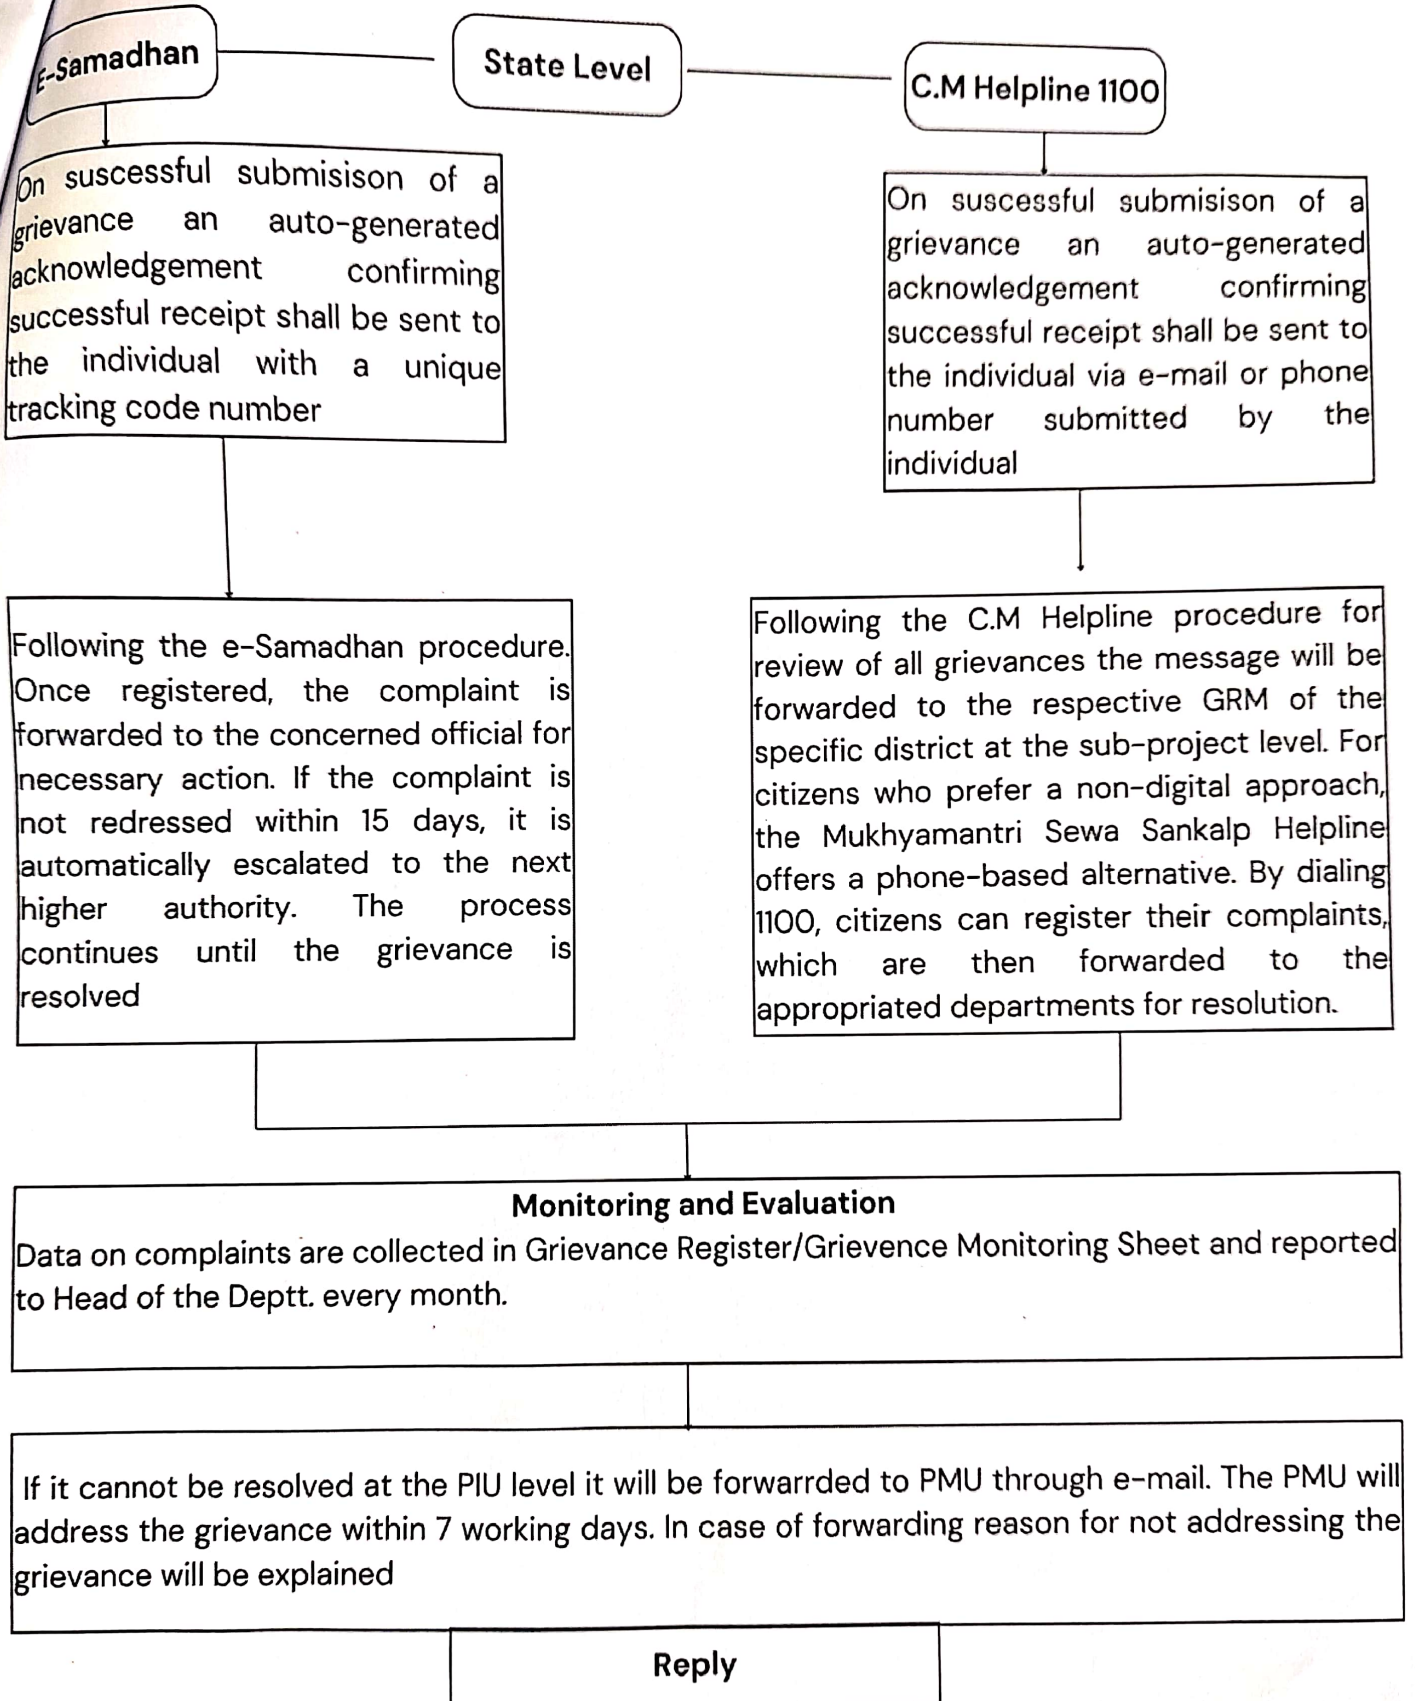 E-Samadhan
State Level
C.M Helpline 1100
On suscessful submisison of a
grievance an auto-generated
acknowledgement confirming
successful receipt shall be sent to
the individual with a unique
tracking code number
On suscessful submisison of a
grievance an auto-generated
acknowledgement confirming
successful receipt shall be sent to
the individual via e-mail or phone
number submitted by the
individual
Following the e-Samadhan procedure.
Once registered, the complaint is
forwarded to the concerned official for
necessary action. If the complaint is
not redressed within 15 days, it is
automatically escalated to the next
higher authority. The process
continues until the grievance is
resolved
Following the C.M Helpline procedure for
review of all grievances the message will be
forwarded to the respective GRM of the
specific district at the sub-project level. For
citizens who prefer a non-digital approach,
the Mukhyamantri Sewa Sankalp Helpline
offers a phone-based alternative. By dialing
1100, citizens can register their complaints,
which are then forwarded to the
appropriated departments for resolution.
Monitoring and Evaluation
Data on complaints are collected in Grievance Register/Grievence Monitoring Sheet and reported
to Head of the Deptt. every month.
If it cannot be resolved at the PIU level it will be forwarrded to PMU through e-mail. The PMU will
address the grievance within 7 working days. In case of forwarding reason for not addressing the
grievance will be explained
Reply